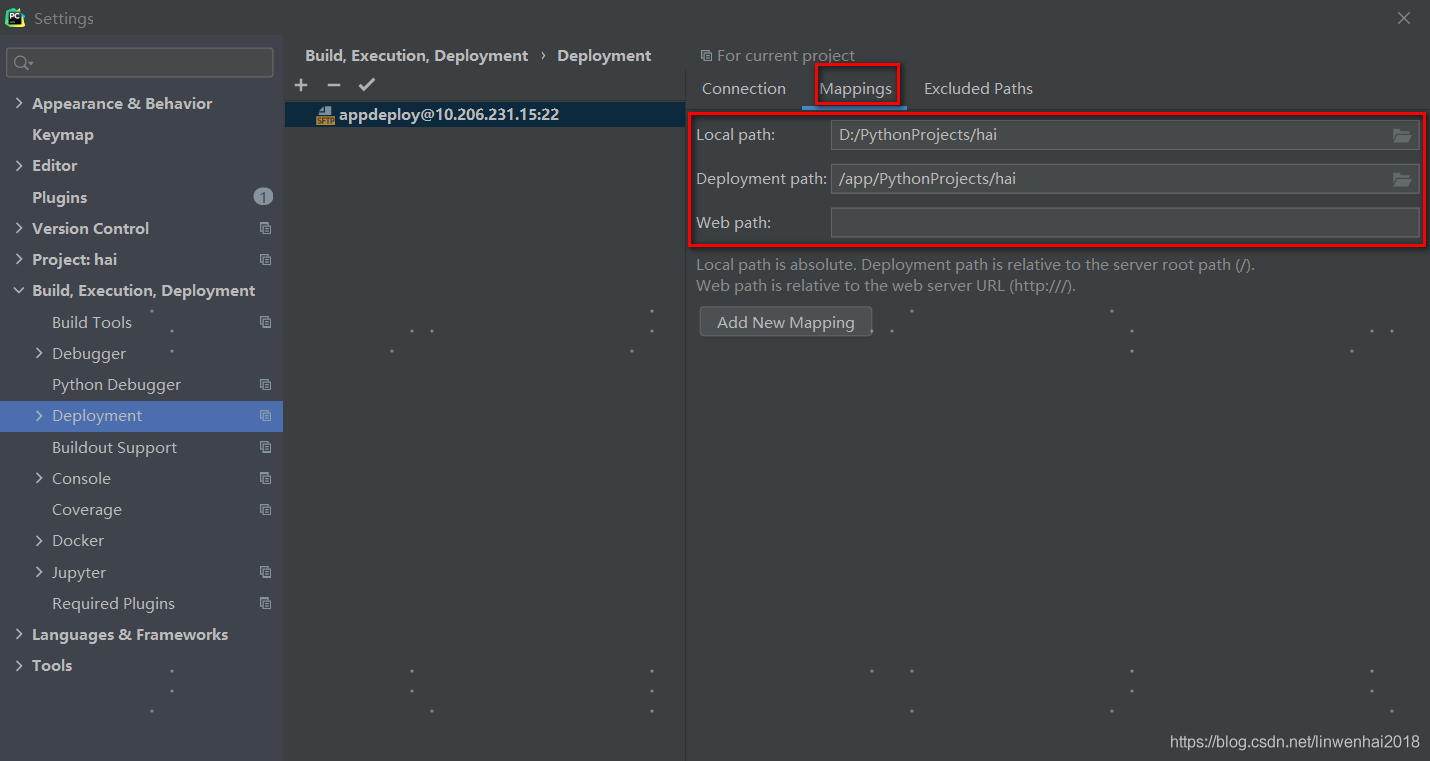 PC
Settings
Appearance & Behavior
Keymap
Editor
Plugins 1
Version Control
Project: hai
Build, Execution, Deployment
Build Tools
Debugger
Python Debugger
Deployment
Buildout Support
Console
Coverage
Docker
Jupyter
Required Plugins
Languages & Frameworks
Tools
Build, Execution, Deployment › Deployment
For current project
SFTP appdeploy@10.206.231.15:22
Connection Mappings Excluded Paths
Local path: D:/PythonProjects/hai
Deployment path: /app/PythonProjects/hai
Web path:
Local path is absolute. Deployment path is relative to the server root path (/).
Web path is relative to the web server URL (http:///).
Add New Mapping
https://blog.csdn.net/linwenhai2018